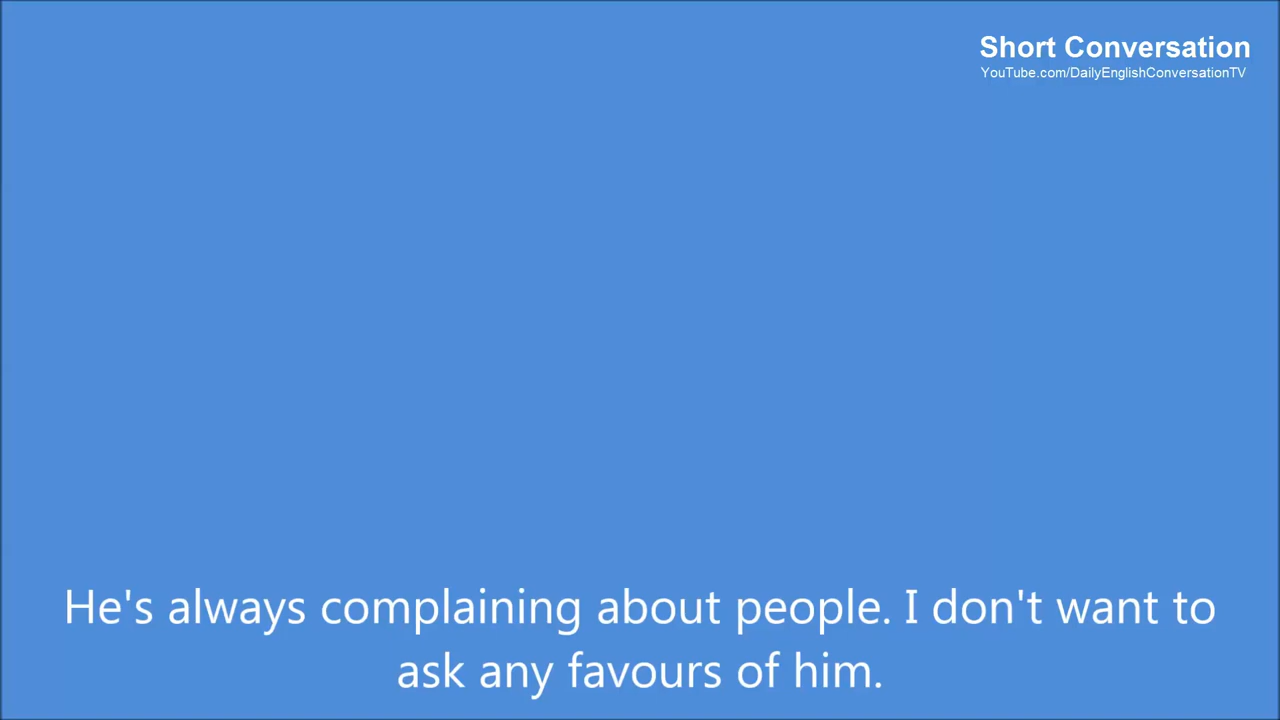 Short Conversation
YouTube.com/DailyEnglishConversationTV
He's always complaining about people. I don't want to
ask any favours of him.